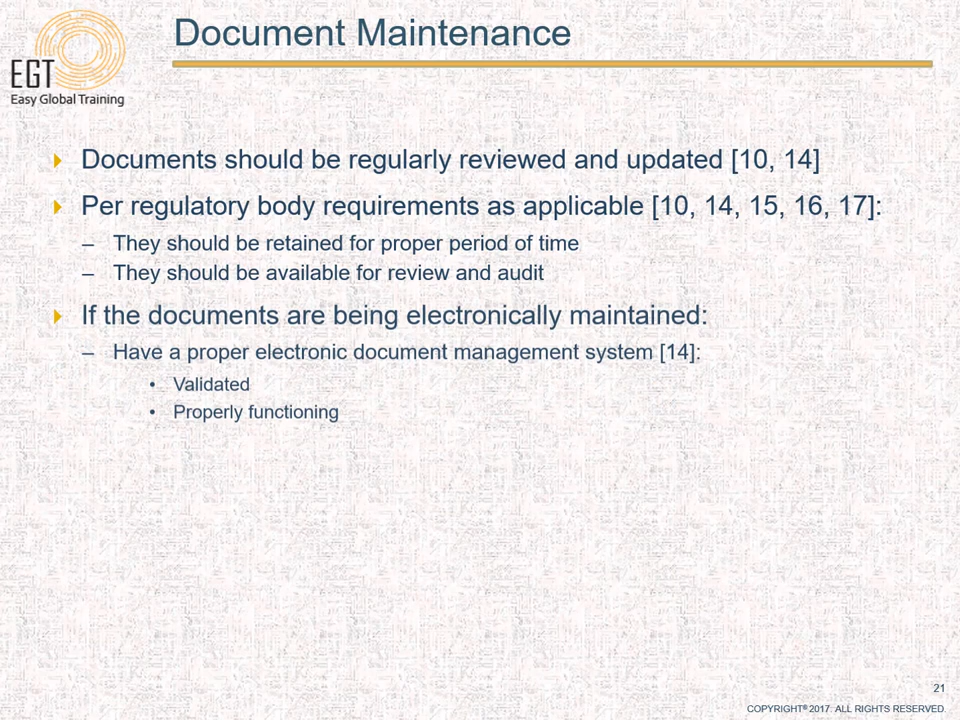 Document Maintenance
EGT
Easy Global Training
Documents should be regularly reviewed and updated [10, 14]
Per regulatory body requirements as applicable [10, 14, 15, 16, 17]:
– They should be retained for proper period of time
– They should be available for review and audit
If the documents are being electronically maintained:
– Have a proper electronic document management system [14]:
• Validated
• Properly functioning
21
COPYRIGHT® 2017. ALL RIGHTS RESERVED.